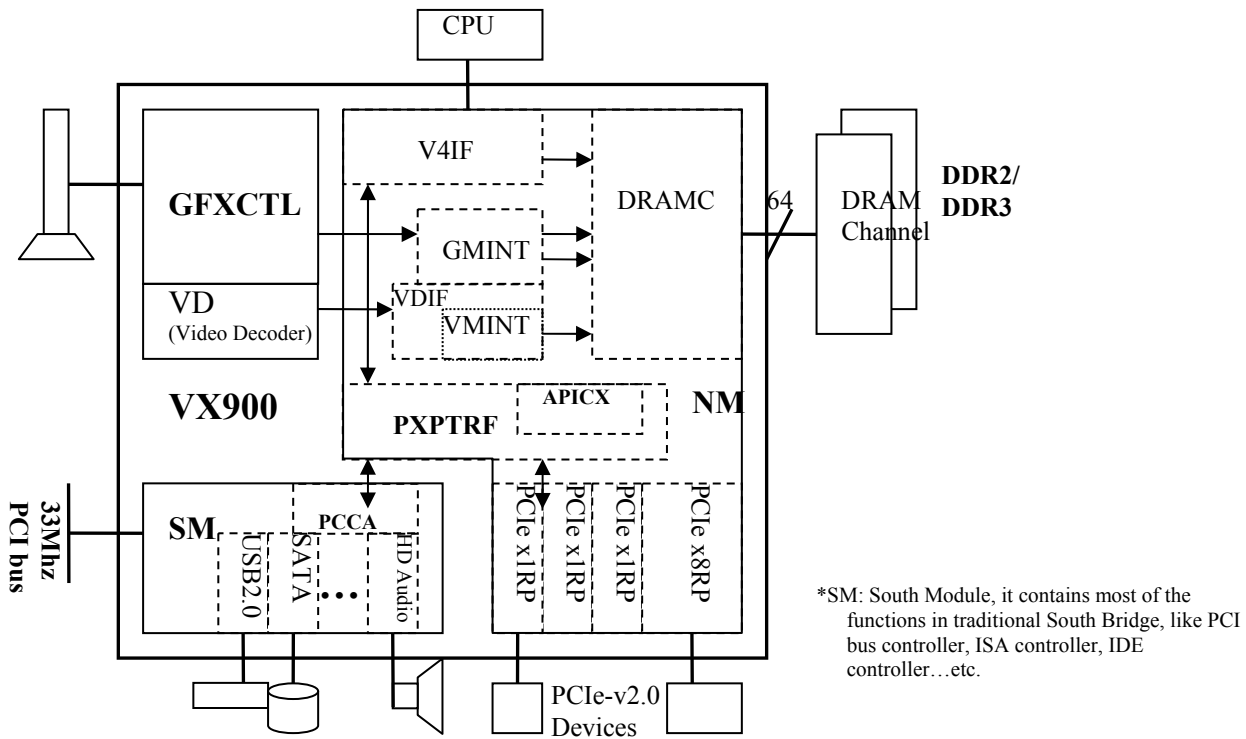 CPU
V4IF
GFXCTL
DRAMC
64
DRAM
Channel
DDR2/
DDR3
GMINT
VD
(Video Decoder)
VDIF
VMINT
VX900
APICX
PXPTRF
NM
33Mhz
PCI bus
SM
PCCA
USB2.0
SATA
...
HD Audio
PCIe x1RP
PCIe x1RP
PCIe x1RP
PCIe x8RP
PCIe-v2.0
Devices
*SM: South Module, it contains most of the
functions in traditional South Bridge, like PCI
bus controller, ISA controller, IDE
controller…etc.